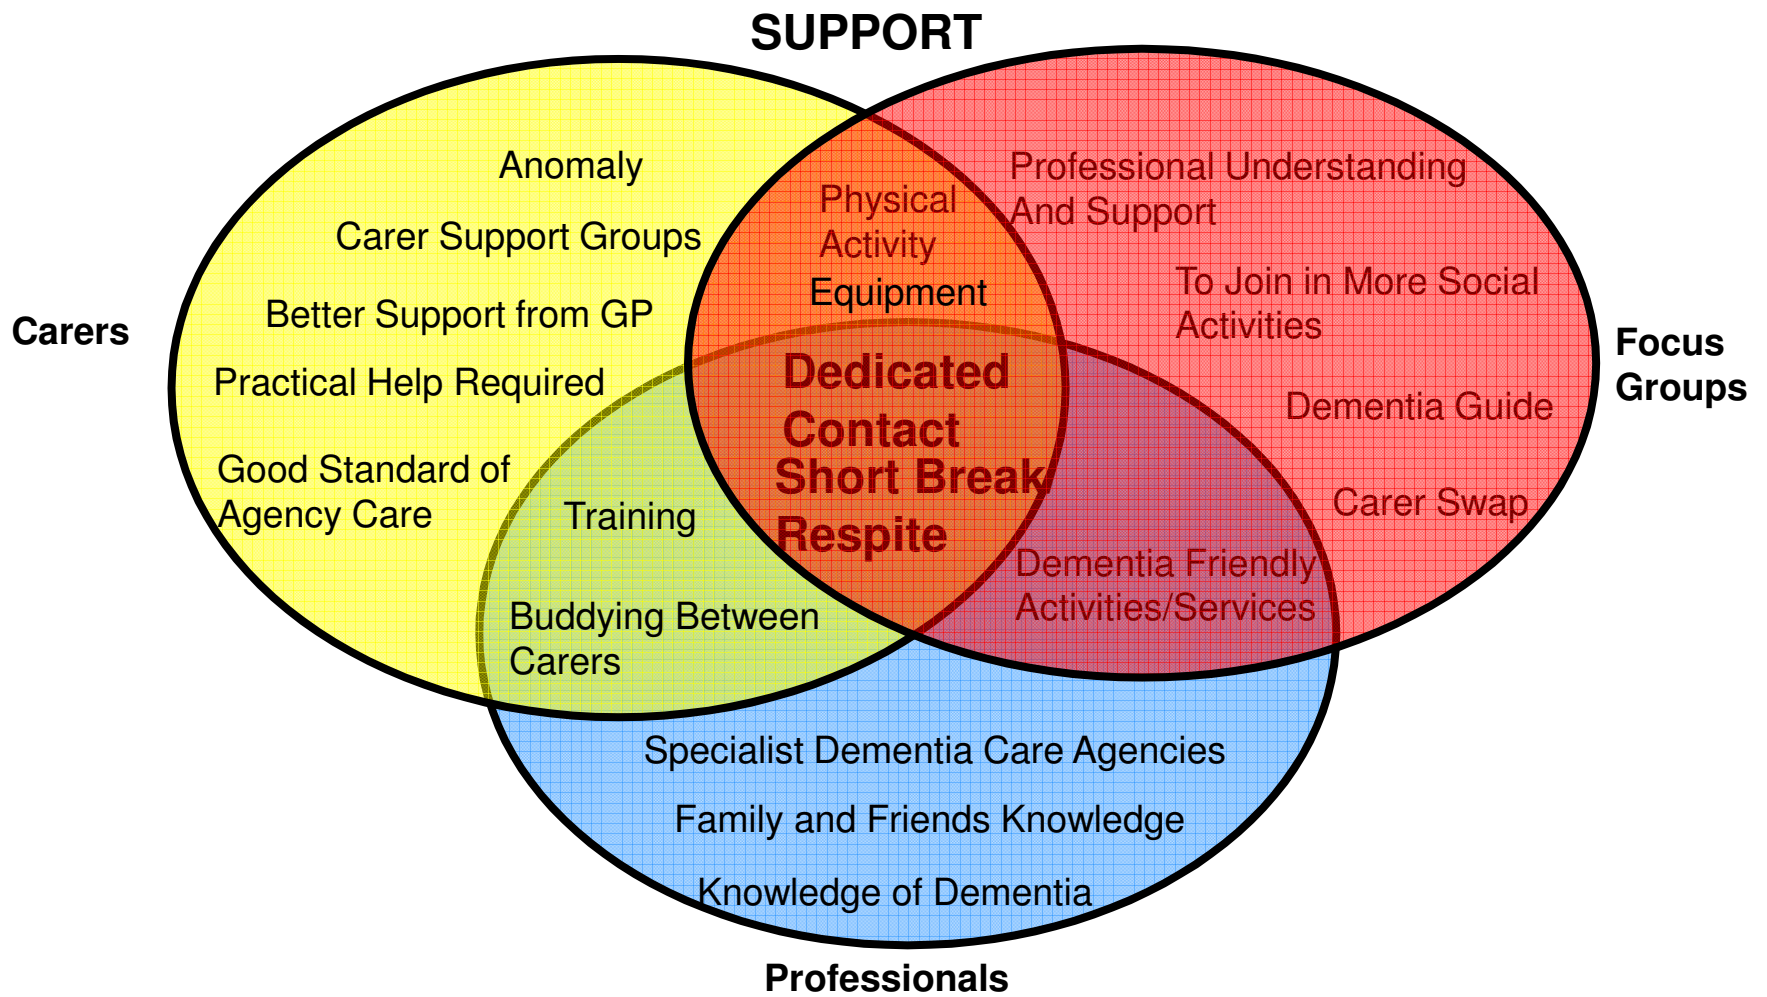 SUPPORT
Anomaly
Carer Support Groups
Better Support from GP
Practical Help Required
Good Standard of
Agency Care
Carers
Physical
Activity
Equipment
Professional Understanding
And Support
To Join in More Social
Activities
Dementia Guide
Carer Swap
Focus
Groups
Dedicated
Contact
Short Break
Respite
Training
Buddying Between
Carers
Dementia Friendly
Activities/Services
Specialist Dementia Care Agencies
Family and Friends Knowledge
Knowledge of Dementia
Professionals